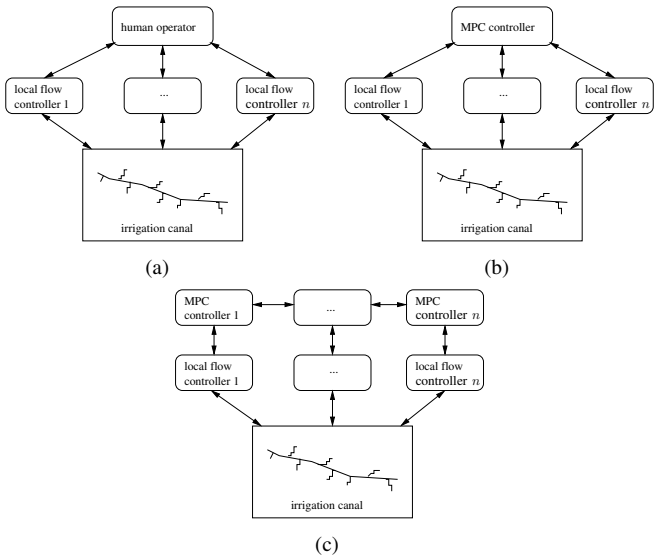 human operator
local flow
controller 1
...
local flow
controller n
irrigation canal
(a)
MPC controller
local flow
controller 1
...
local flow
controller n
irrigation canal
(b)
MPC
controller 1
...
MPC
controller n
local flow
controller 1
...
local flow
controller n
irrigation canal
(c)